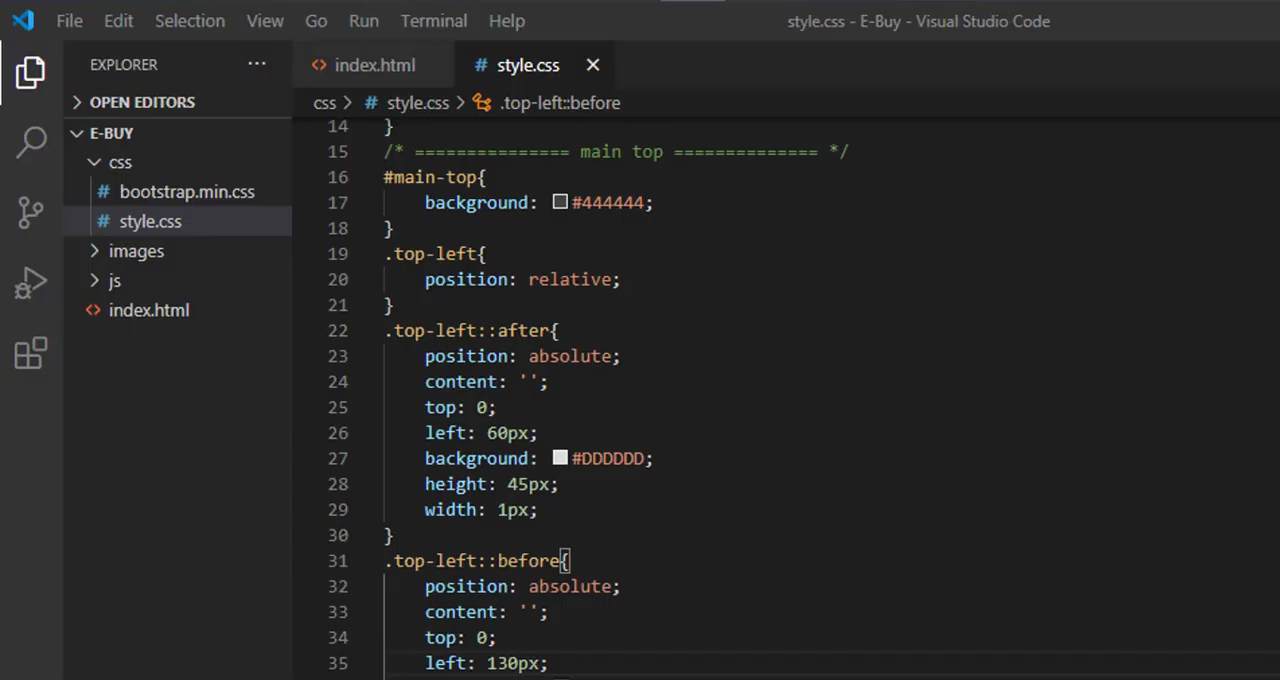 File Edit Selection View Go Run Terminal Help style.css - E-Buy - Visual Studio Code
EXPLORER ···
OPEN EDITORS
E-BUY
css
# bootstrap.min.css
# style.css
images
js
<> index.html
<> index.html # style.css ×
css > # style.css > .top-left::before
14 }
15 /* =============== main top ============== */
16 #main-top{
17 background: #444444;
18 }
19 .top-left{
20 position: relative;
21 }
22 .top-left::after{
23 position: absolute;
24 content: '';
25 top: 0;
26 left: 60px;
27 background: #DDDDDD;
28 height: 45px;
29 width: 1px;
30 }
31 .top-left::before{
32 position: absolute;
33 content: '';
34 top: 0;
35 left: 130px;